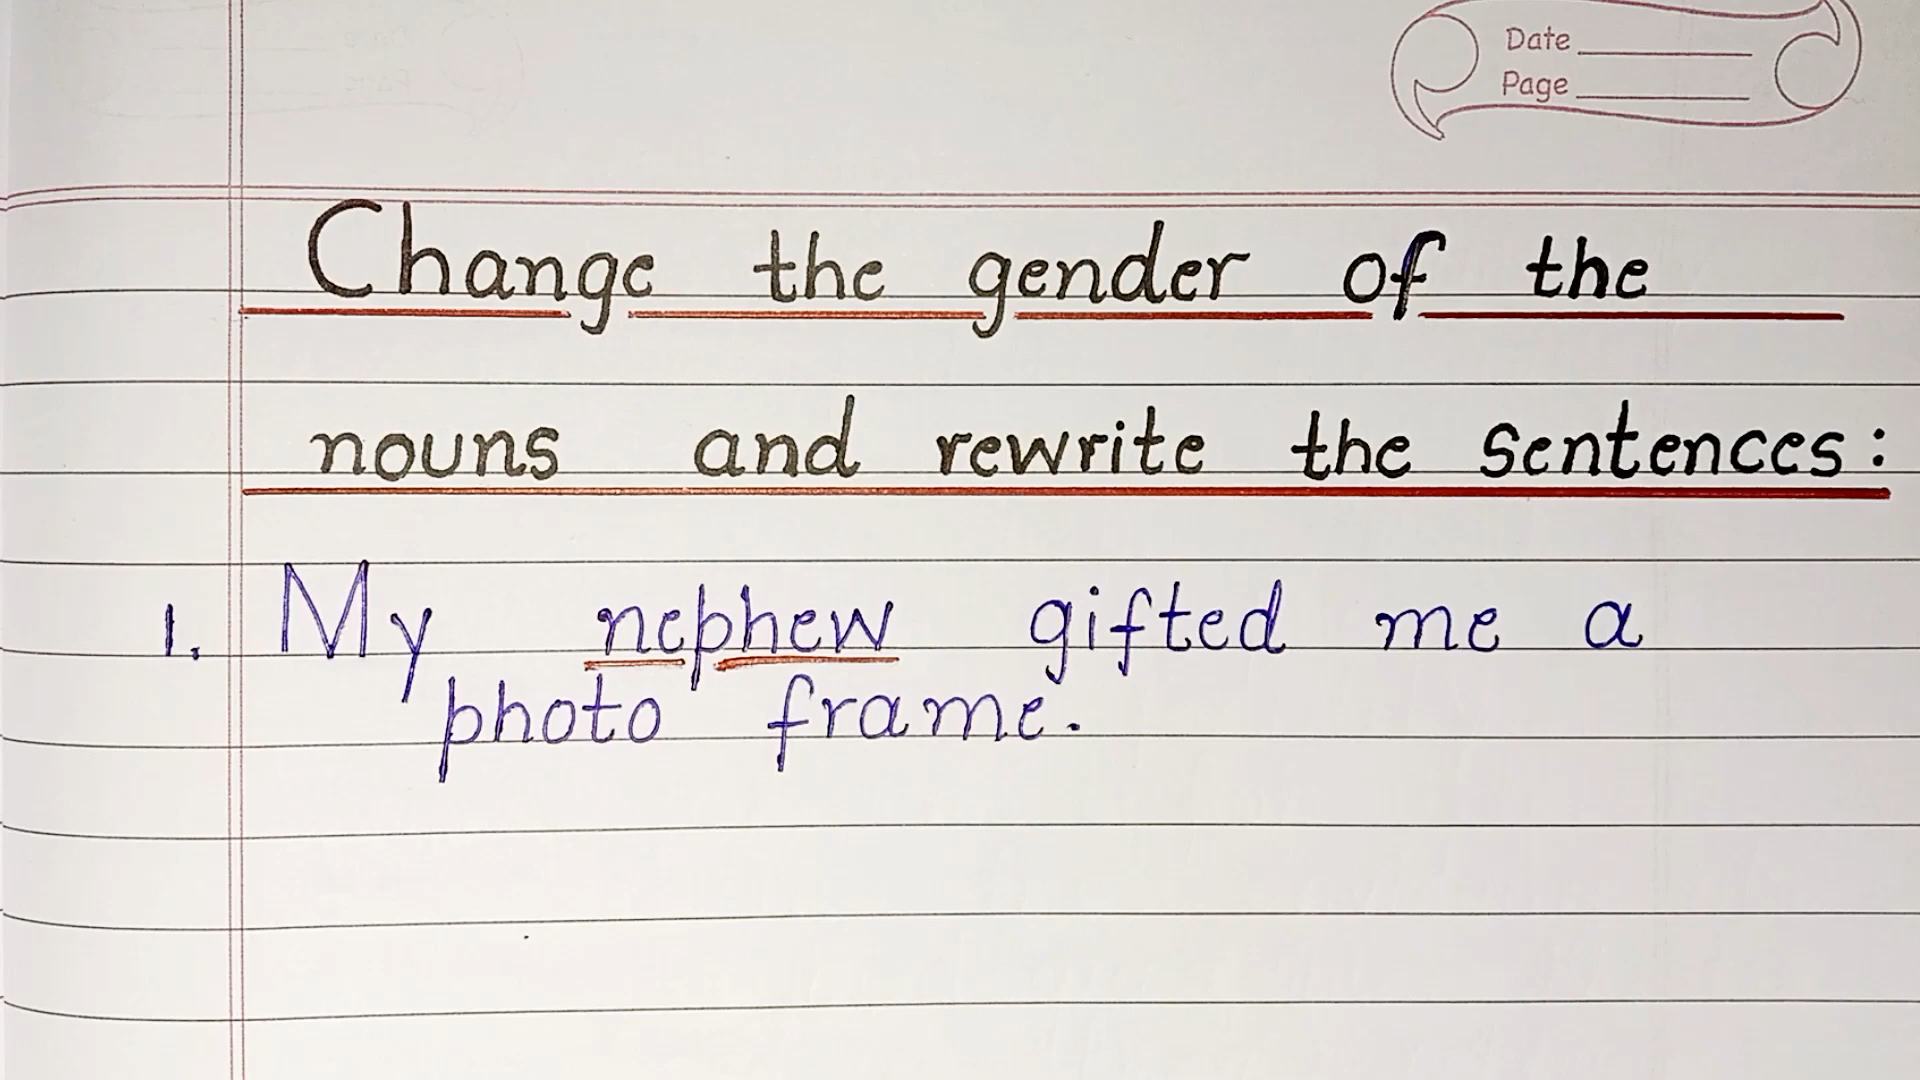 Date
Page
Change the gender of the
nouns and rewrite the sentences:
1. My nephew gifted me a
photo frame.